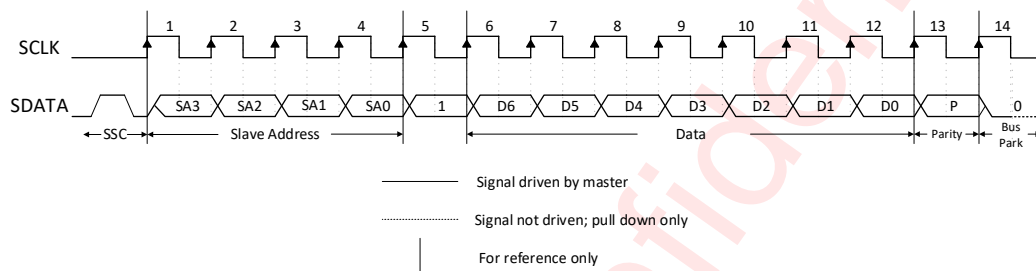 1 2 3 4 5 6 7 8 9 10 11 12 13 14
SCLK
SDATA SA3 SA2 SA1 SA0 1 D6 D5 D4 D3 D2 D1 D0 P 0
SSC Slave Address Data Parity Bus
Park
Signal driven by master
Signal not driven; pull down only
For reference only